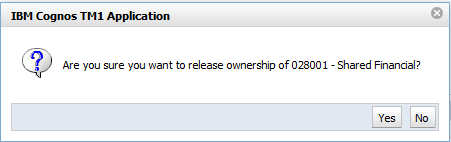 IBM Cognos TM1 Application
Are you sure you want to release ownership of 028001 - Shared Financial?
Yes No